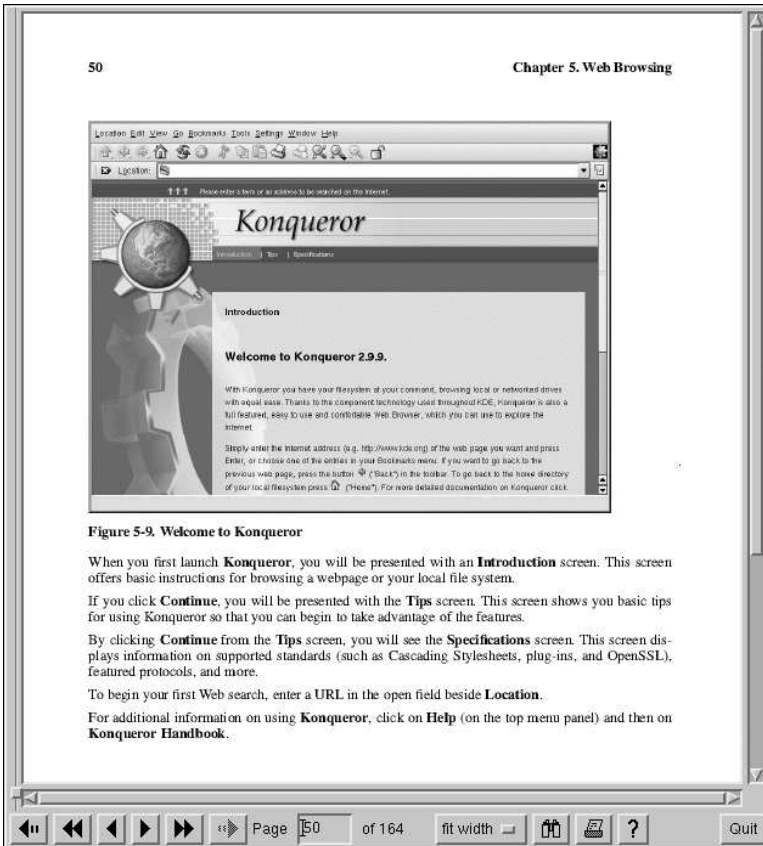 50 Chapter 5. Web Browsing
Location Edit View Go Bookmarks Tools Settings Window Help
Location:
Please enter a term or an address to be searched on the Internet.
Konqueror
Introduction | Tips | Specifications
Introduction
Welcome to Konqueror 2.9.9.
With Konqueror you have your filesystem at your command, browsing local or networked drives
with equal ease. Thanks to the component technology used throughout KDE, Konqueror is also a
full featured, easy to use and comfortable Web Browser, which you can use to explore the
Internet.
Simply enter the Internet address (e.g. http://www.kde.org) of the web page you want and press
Enter, or choose one of the entries in your Bookmarks menu. If you want to go back to the
previous web page, press the button ("Back") in the toolbar. To go back to the home directory
of your local filesystem press ("Home"). For more detailed documentation on Konqueror click
Figure 5-9. Welcome to Konqueror
When you first launch Konqueror, you will be presented with an Introduction screen. This screen
offers basic instructions for browsing a webpage or your local file system.
If you click Continue, you will be presented with the Tips screen. This screen shows you basic tips
for using Konqueror so that you can begin to take advantage of the features.
By clicking Continue from the Tips screen, you will see the Specifications screen. This screen dis-
plays information on supported standards (such as Cascading Stylesheets, plug-ins, and OpenSSL),
featured protocols, and more.
To begin your first Web search, enter a URL in the open field beside Location.
For additional information on using Konqueror, click on Help (on the top menu panel) and then on
Konqueror Handbook.
Page 50 of 164 fit width ? Quit